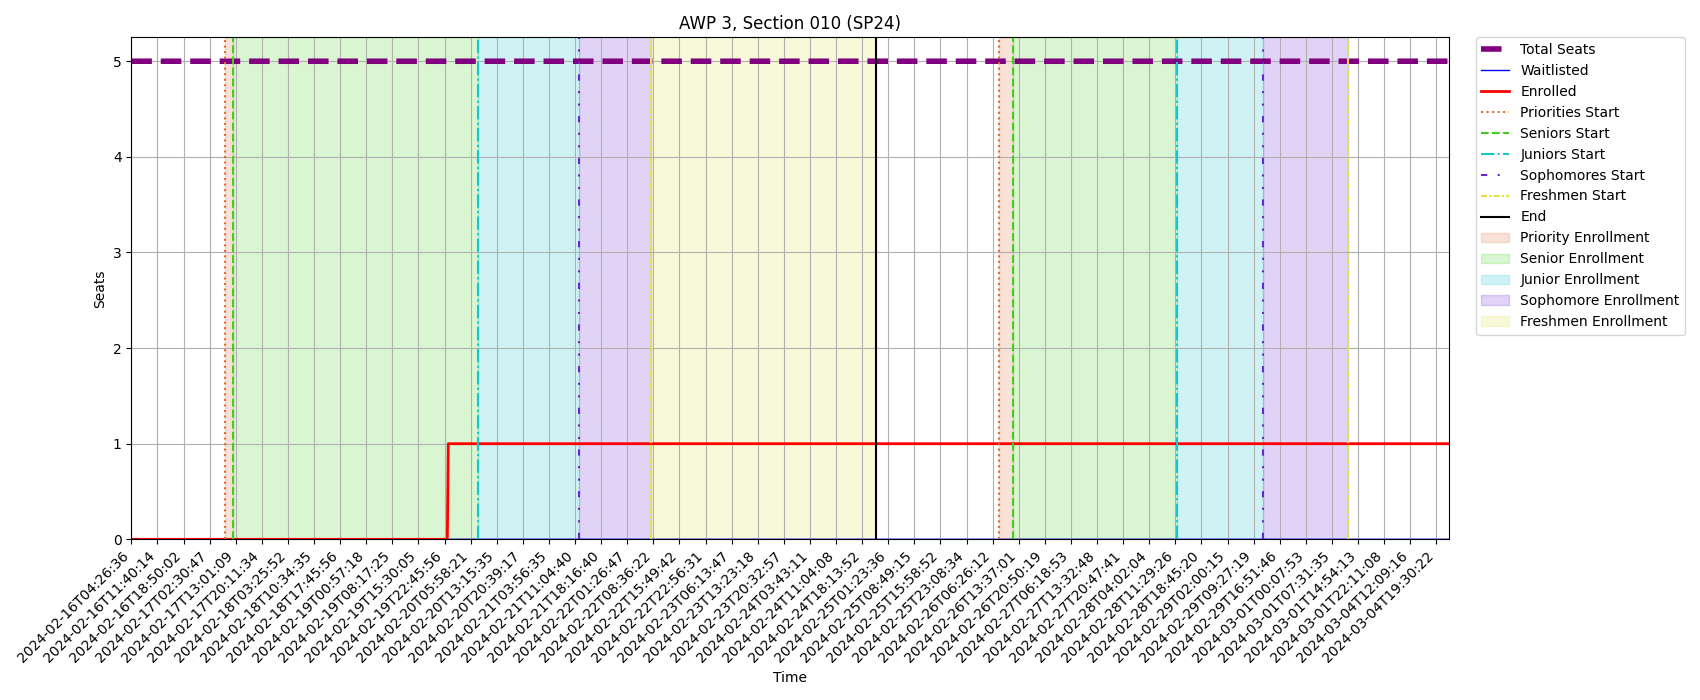 AWP 3, Section 010 (SP24)
Seats
5
4
3
2
1
0
2024-02-16T04:26:36
2024-02-16T11:40:14
2024-02-16T18:50:02
2024-02-17T02:30:47
2024-02-17T13:01:09
2024-02-17T20:11:34
2024-02-18T03:25:52
2024-02-18T10:34:35
2024-02-18T17:45:56
2024-02-19T00:57:18
2024-02-19T08:17:25
2024-02-19T15:30:05
2024-02-19T22:45:56
2024-02-20T05:58:21
2024-02-20T13:15:35
2024-02-20T20:39:17
2024-02-21T03:56:35
2024-02-21T11:04:40
2024-02-21T18:16:40
2024-02-22T01:26:47
2024-02-22T08:36:22
2024-02-22T15:49:42
2024-02-22T22:56:31
2024-02-23T06:13:47
2024-02-23T13:23:18
2024-02-23T20:32:57
2024-02-24T03:43:11
2024-02-24T11:04:08
2024-02-24T18:13:52
2024-02-25T01:23:36
2024-02-25T08:49:15
2024-02-25T15:58:52
2024-02-25T23:08:34
2024-02-26T06:26:12
2024-02-26T13:37:01
2024-02-26T20:50:19
2024-02-27T06:18:53
2024-02-27T13:32:48
2024-02-27T20:47:41
2024-02-28T04:02:04
2024-02-28T11:29:26
2024-02-28T18:45:20
2024-02-29T02:00:15
2024-02-29T09:27:19
2024-02-29T16:51:46
2024-03-01T00:07:53
2024-03-01T07:31:35
2024-03-01T14:54:13
2024-03-01T22:11:08
2024-03-04T12:09:16
2024-03-04T19:30:22
Time
Total Seats
Waitlisted
Enrolled
Priorities Start
Seniors Start
Juniors Start
Sophomores Start
Freshmen Start
End
Priority Enrollment
Senior Enrollment
Junior Enrollment
Sophomore Enrollment
Freshmen Enrollment